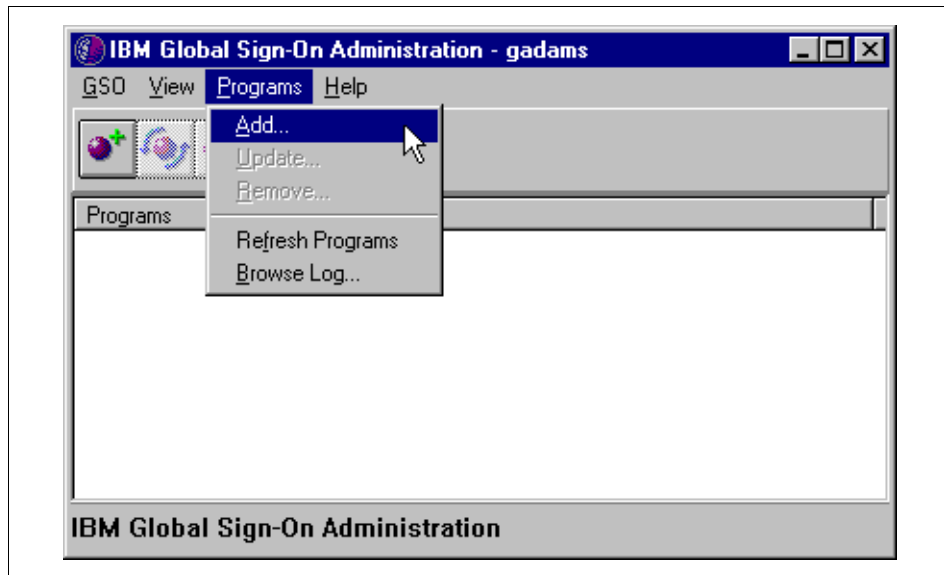 IBM Global Sign-On Administration - gadams
GSO View Programs Help
Add...
Update...
Remove...
Programs
Refresh Programs
Browse Log...
IBM Global Sign-On Administration